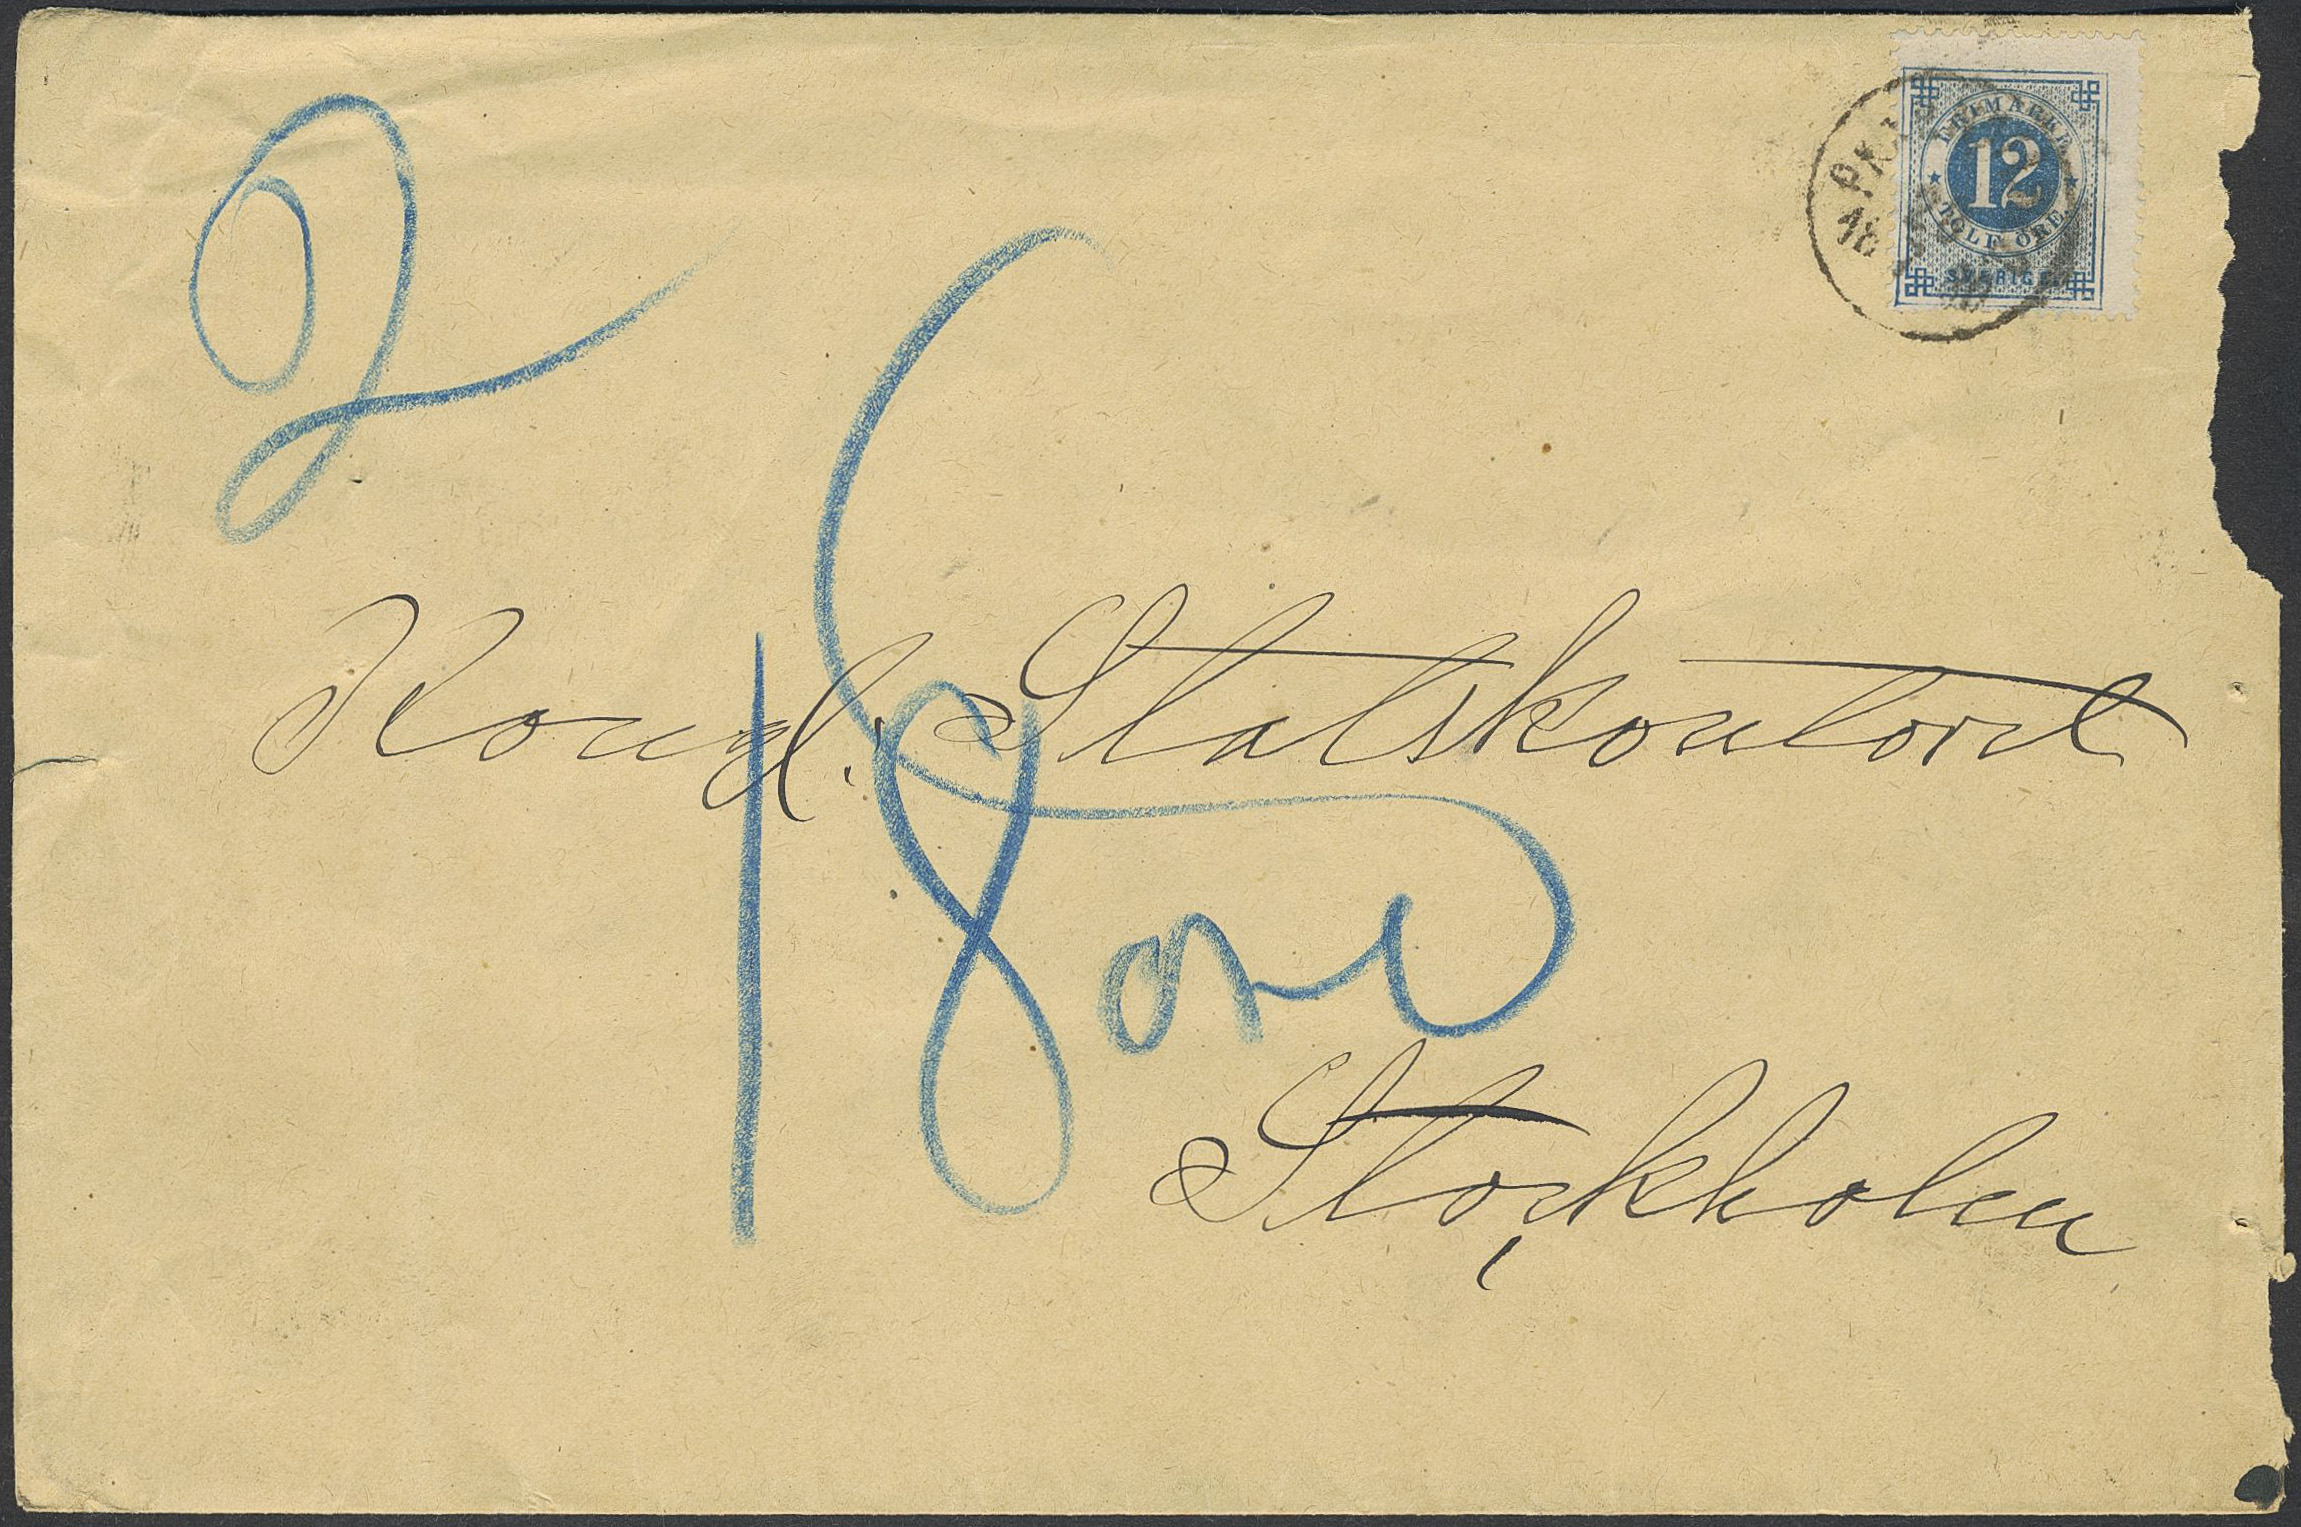 2
FRIMÄRKE
12
TOLF ÖRE
SVERIGE.
Kongl. Statskontoret
18 öre
Stockholm